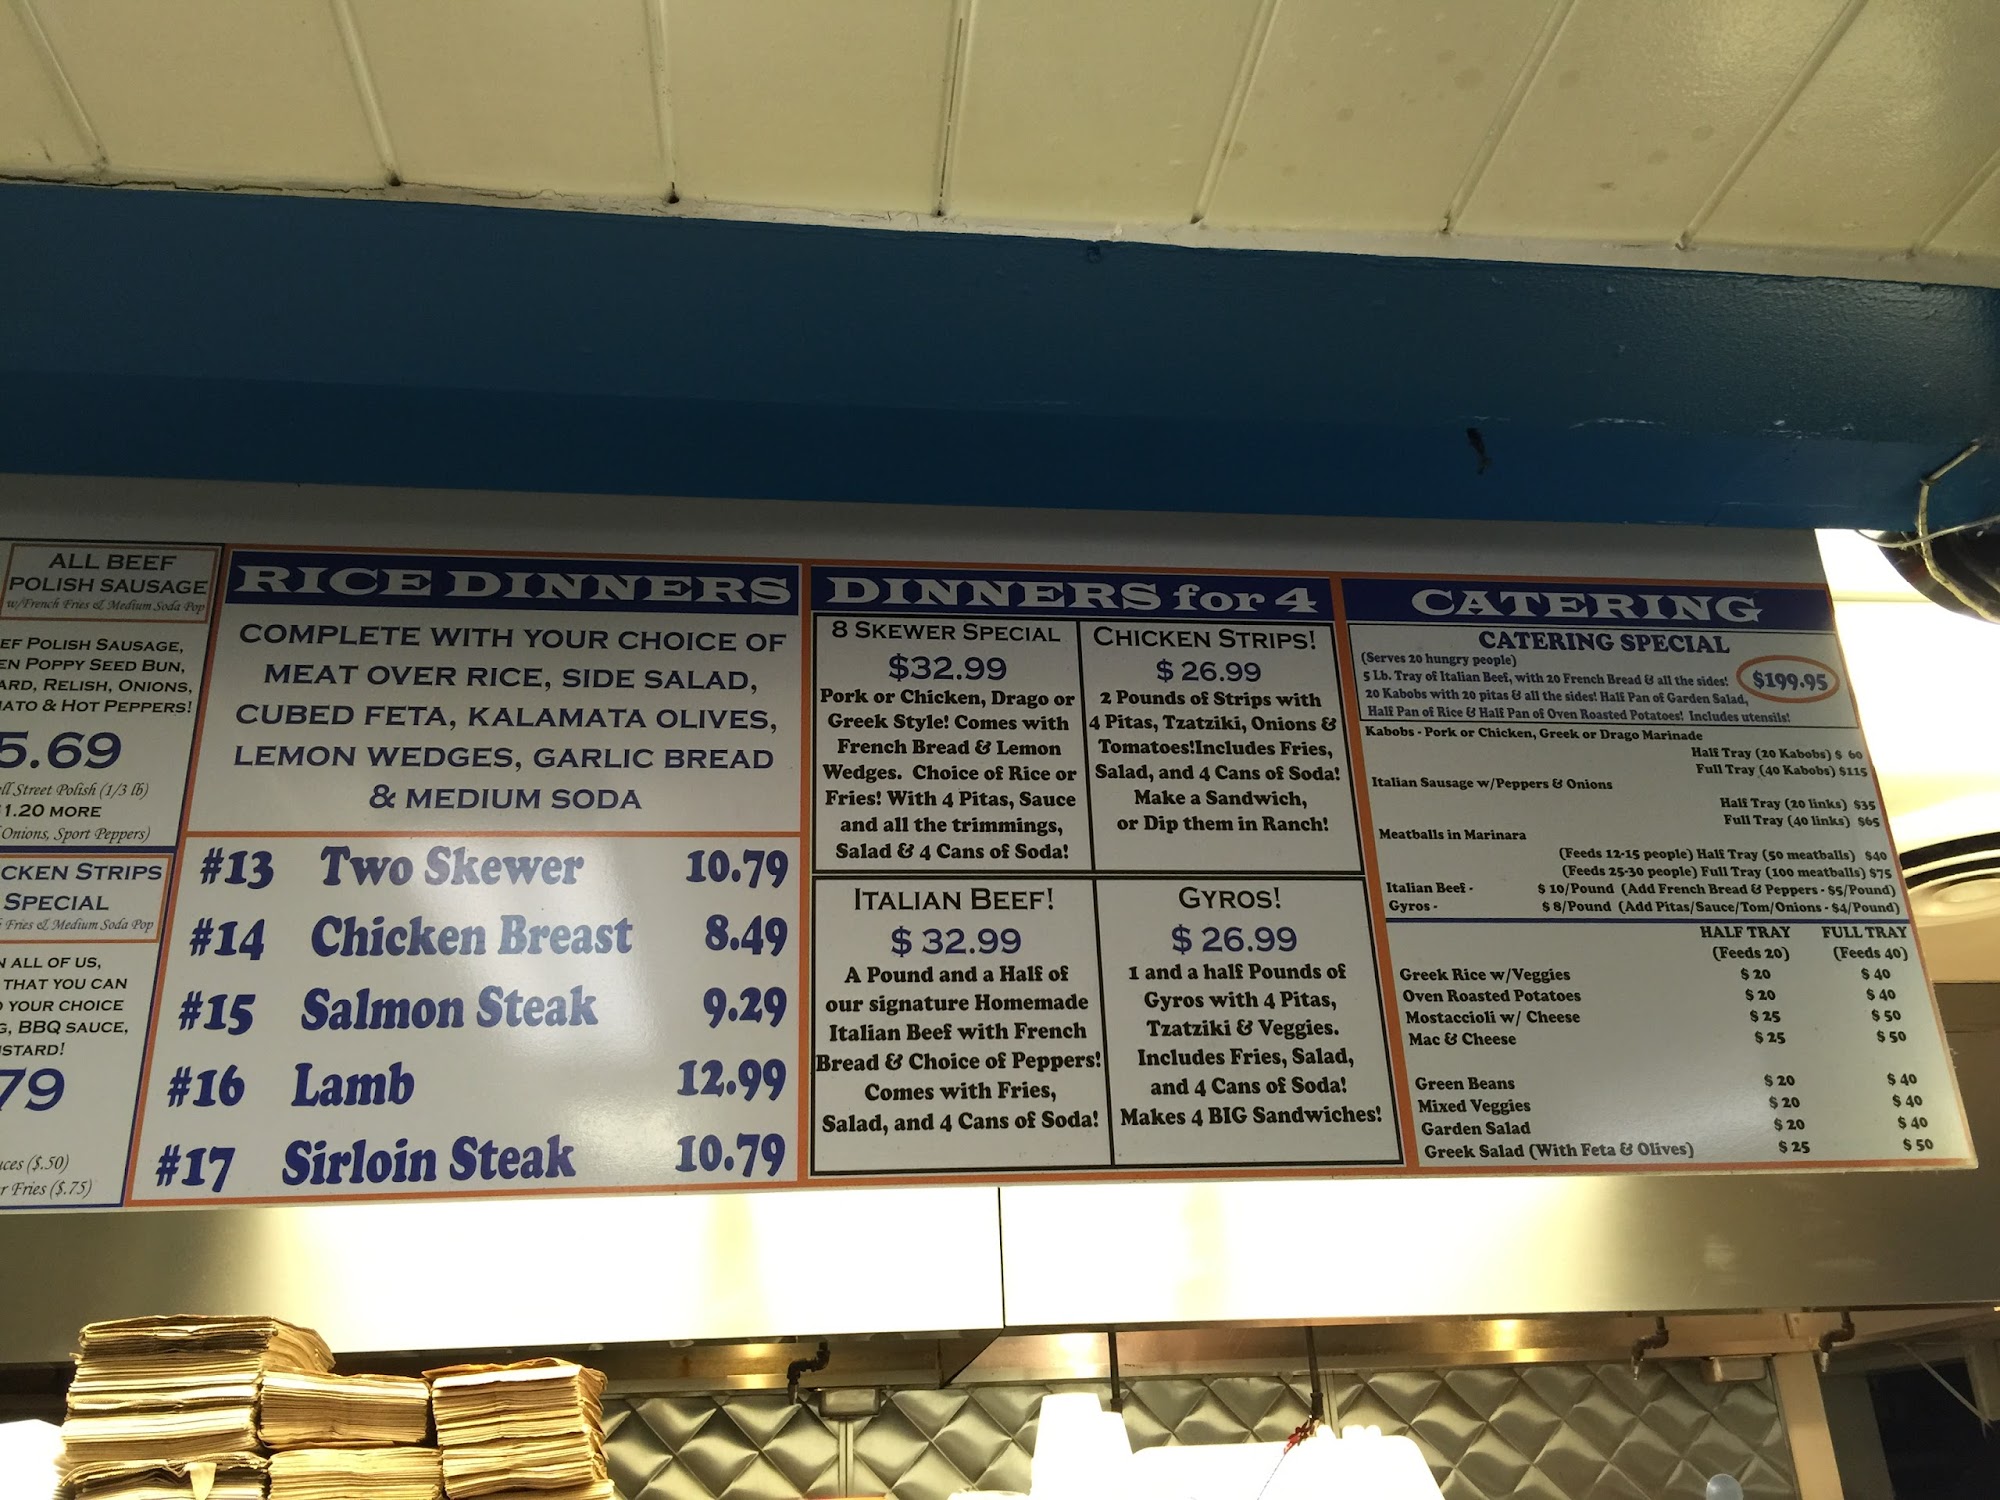 ALL BEEF
POLISH SAUSAGE
w/French Fries & Medium Soda Pop
POLISH SAUSAGE,
POPPY SEED BUN,
RELISH, ONIONS,
& HOT PEPPERS!
5.69
Street Polish (1/3 lb)
1.20 MORE
Onions, Sport Peppers)
STRIPS
SPECIAL
Fries & Medium Soda Pop
ALL OF US,
THAT YOU CAN
YOUR CHOICE
BBQ SAUCE,
79
($.50)
Fries ($.75)
RICE DINNERS
COMPLETE WITH YOUR CHOICE OF
MEAT OVER RICE, SIDE SALAD,
CUBED FETA, KALAMATA OLIVES,
LEMON WEDGES, GARLIC BREAD
& MEDIUM SODA
#13 Two Skewer 10.79
#14 Chicken Breast 8.49
#15 Salmon Steak 9.29
#16 Lamb 12.99
#17 Sirloin Steak 10.79
DINNERS for 4
8 SKEWER SPECIAL
$32.99
Pork or Chicken, Drago or
Greek Style! Comes with
French Bread & Lemon
Wedges. Choice of Rice or
Fries! With 4 Pitas, Sauce
and all the trimmings,
Salad & 4 Cans of Soda!
CHICKEN STRIPS!
$ 26.99
2 Pounds of Strips with
4 Pitas, Tzatziki, Onions &
Tomatoes!Includes Fries,
Salad, and 4 Cans of Soda!
Make a Sandwich,
or Dip them in Ranch!
ITALIAN BEEF!
$ 32.99
A Pound and a Half of
our signature Homemade
Italian Beef with French
Bread & Choice of Peppers!
Comes with Fries,
Salad, and 4 Cans of Soda!
GYROS!
$ 26.99
1 and a half Pounds of
Gyros with 4 Pitas,
Tzatziki & Veggies.
Includes Fries, Salad,
and 4 Cans of Soda!
Makes 4 BIG Sandwiches!
CATERING
CATERING SPECIAL
(Serves 20 hungry people)
5 Lb. Tray of Italian Beef, with 20 French Bread & all the sides! $199.95
20 Kabobs with 20 pitas & all the sides! Half Pan of Garden Salad,
Half Pan of Rice & Half Pan of Oven Roasted Potatoes! Includes utensils!
Kabobs - Pork or Chicken, Greek or Drago Marinade
Half Tray (20 Kabobs) $ 60
Full Tray (40 Kabobs) $115
Italian Sausage w/Peppers & Onions
Half Tray (20 links) $35
Full Tray (40 links) $65
Meatballs in Marinara
(Feeds 12-15 people) Half Tray (50 meatballs) $40
(Feeds 25-30 people) Full Tray (100 meatballs) $75
Italian Beef - $ 10/Pound (Add French Bread & Peppers - $5/Pound)
Gyros - $ 8/Pound (Add Pitas/Sauce/Tom/Onions - $4/Pound)
HALF TRAY FULL TRAY
(Feeds 20) (Feeds 40)
Greek Rice w/Veggies $ 20 $ 40
Oven Roasted Potatoes $ 20 $ 40
Mostaccioli w/ Cheese $ 25 $ 50
Mac & Cheese $ 25 $ 50
Green Beans $ 20 $ 40
Mixed Veggies $ 20 $ 40
Garden Salad $ 20 $ 40
Greek Salad (With Feta & Olives) $ 25 $ 50